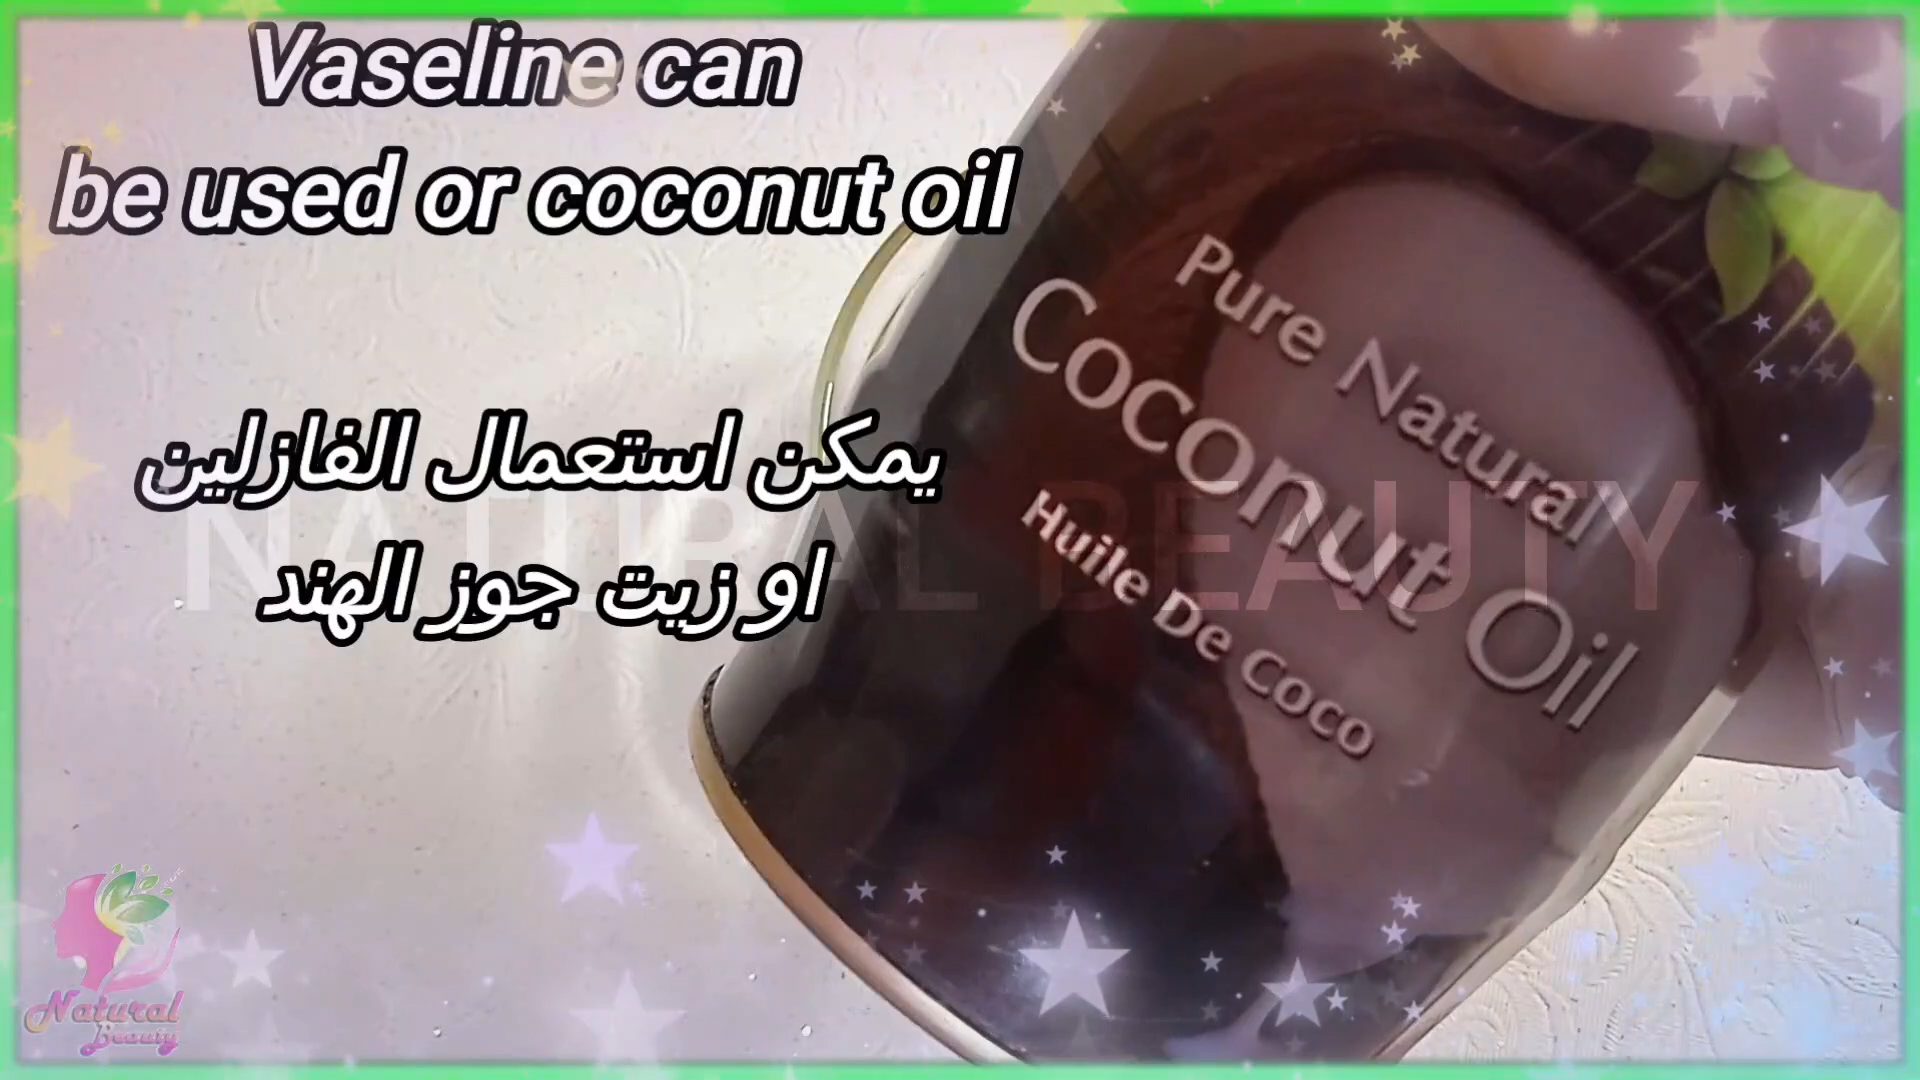 Vaseline can
be used or coconut oil
يمكن استعمال الفازلين
او زيت جوز الهند
NATURAL BEAUTY
Pure Natural
Coconut Oil
Huile De Coco
Natural
Beauty